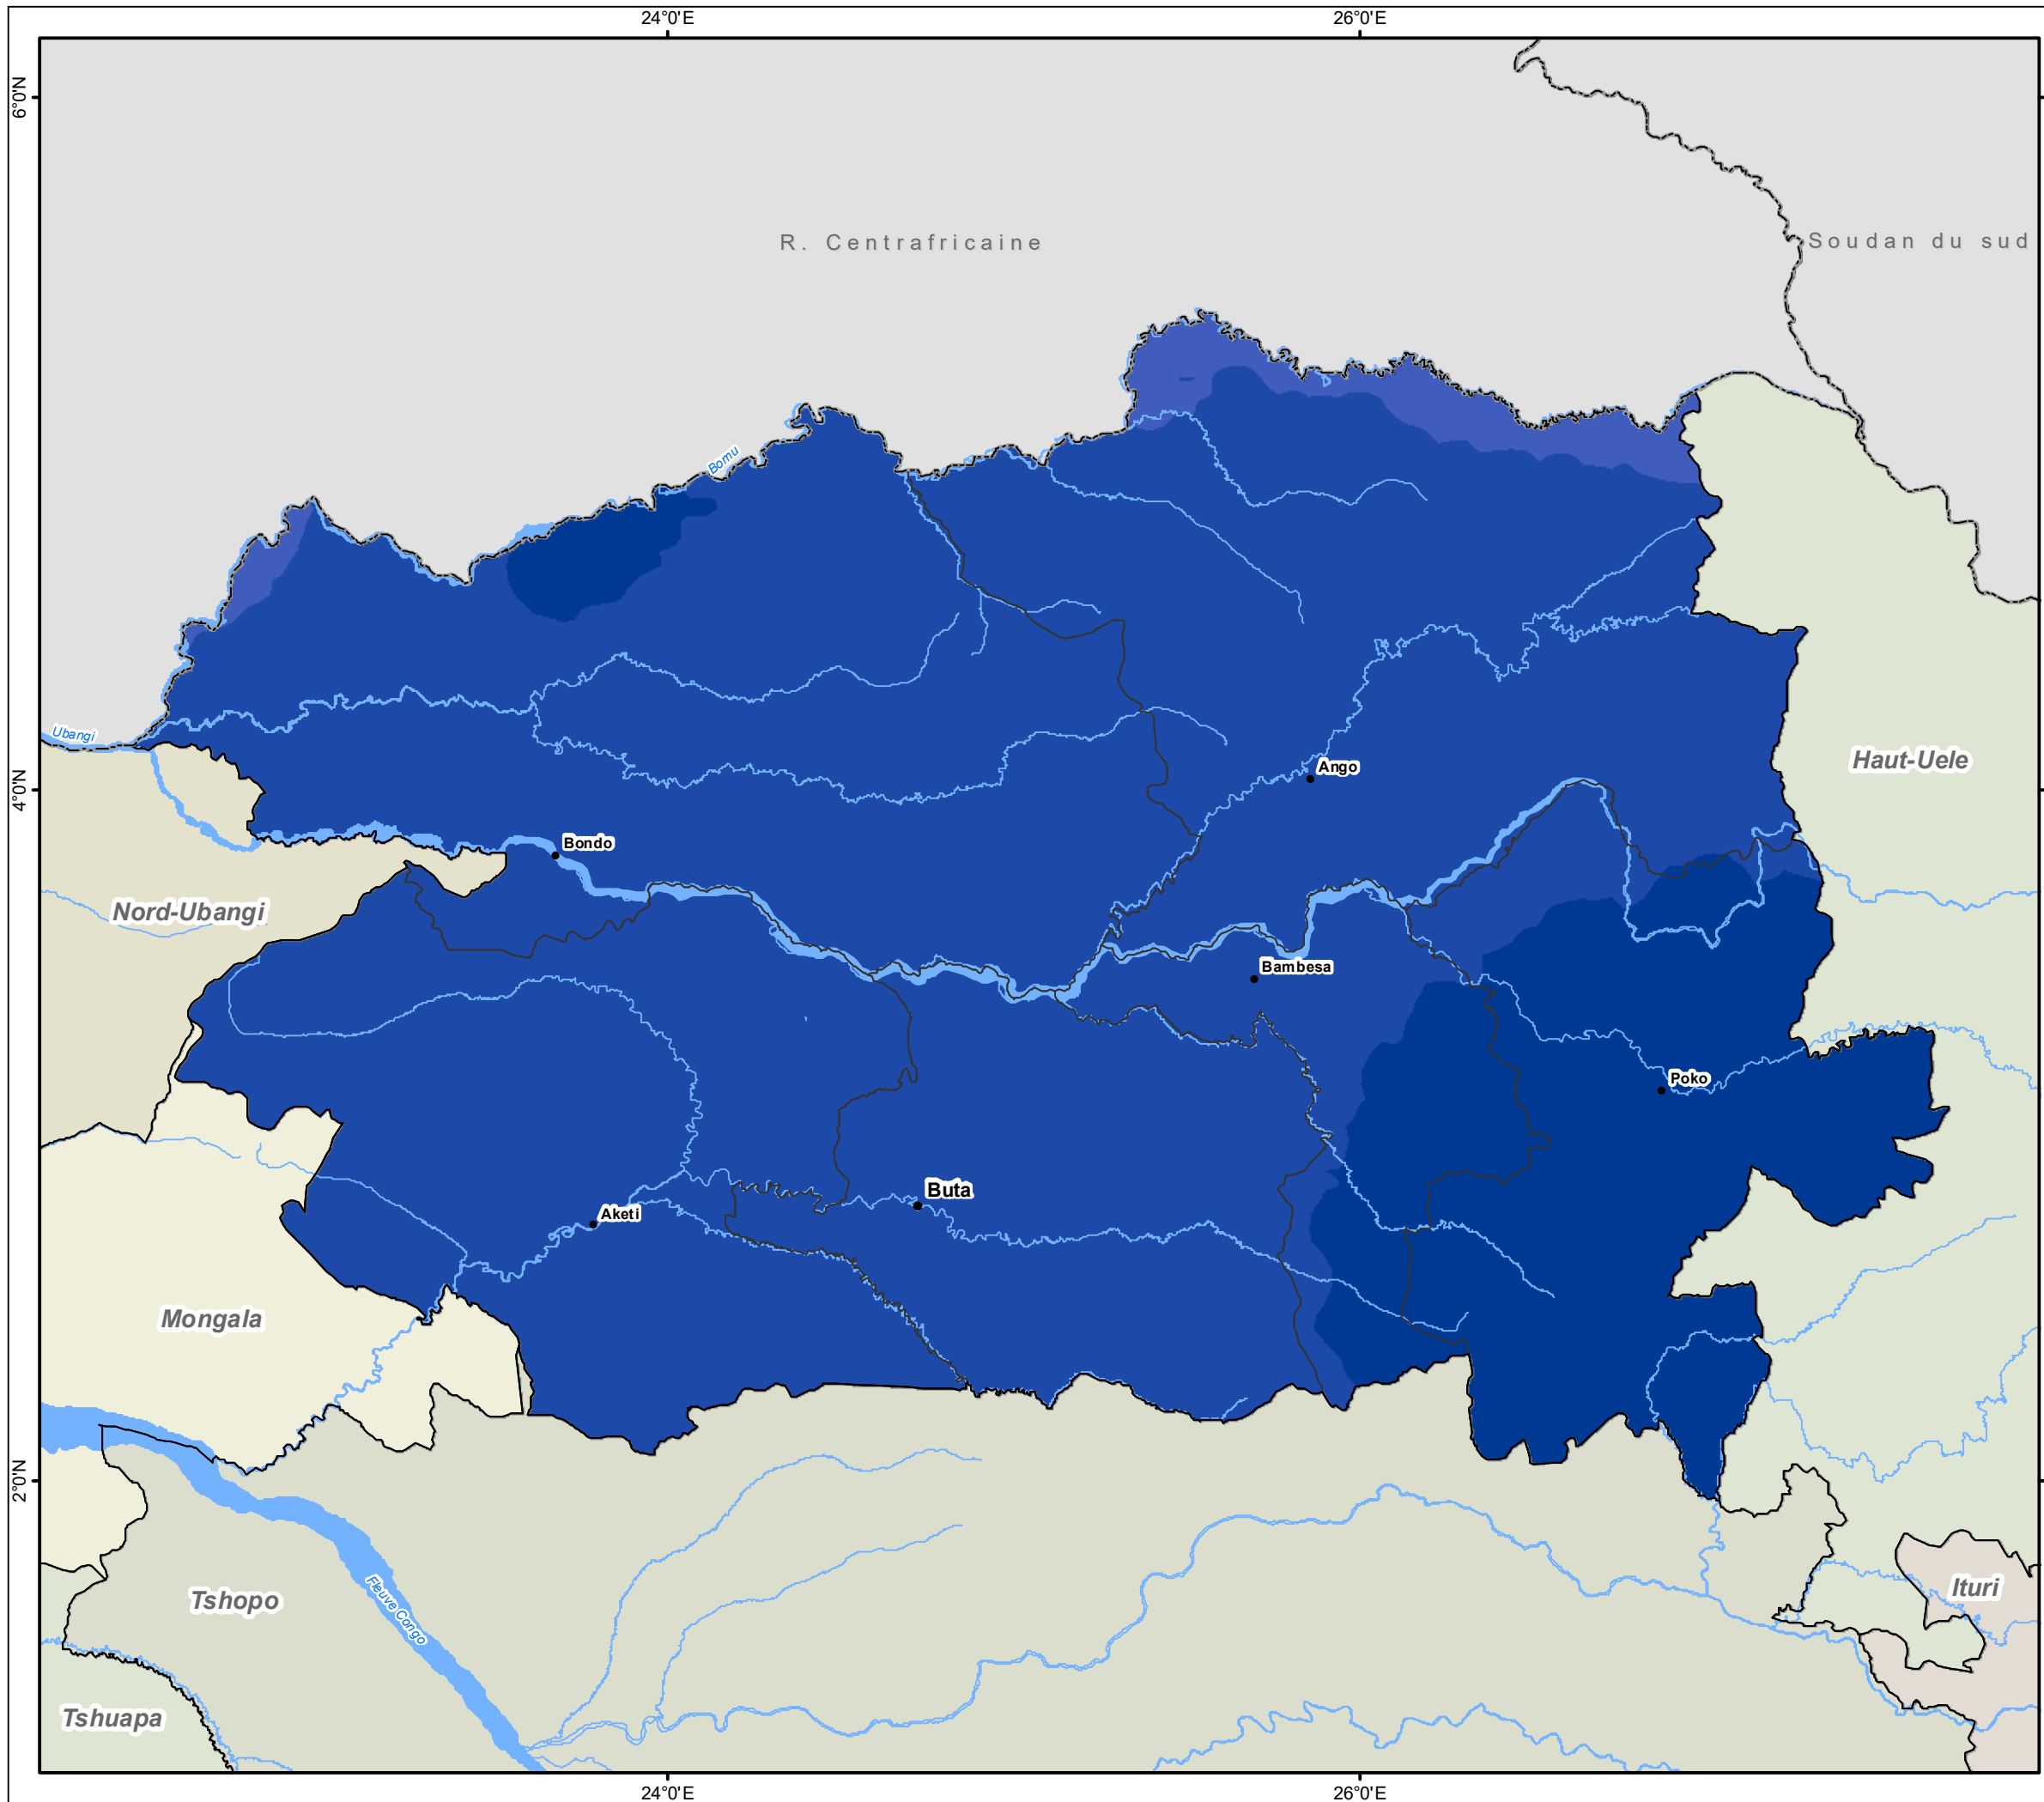 24°0'E
26°0'E
6°0'N
R. Centrafricaine
Soudan du sud
Bomu
Ubangi
Haut-Uele
Ango
4°0'N
Bondo
Nord-Ubangi
Bambesa
Poko
Buta
Aketi
Mongala
2°0'N
Tshopo
Fleuve Congo
Ituri
Tshuapa
24°0'E
26°0'E